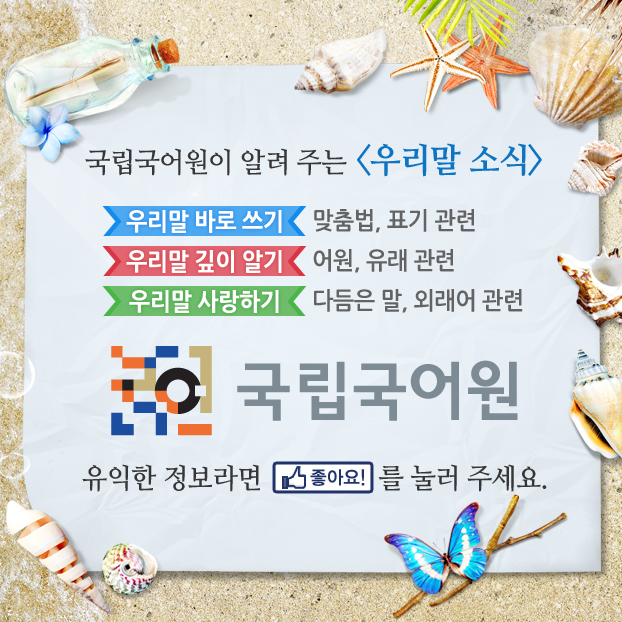 국립국어원이 알려 주는 〈우리말 소식〉
우리말 바로 쓰기 맞춤법, 표기 관련
우리말 깊이 알기 어원, 유래 관련
우리말 사랑하기 다듬은 말, 외래어 관련
국립국어원
유익한 정보라면 좋아요! 를 눌러 주세요.